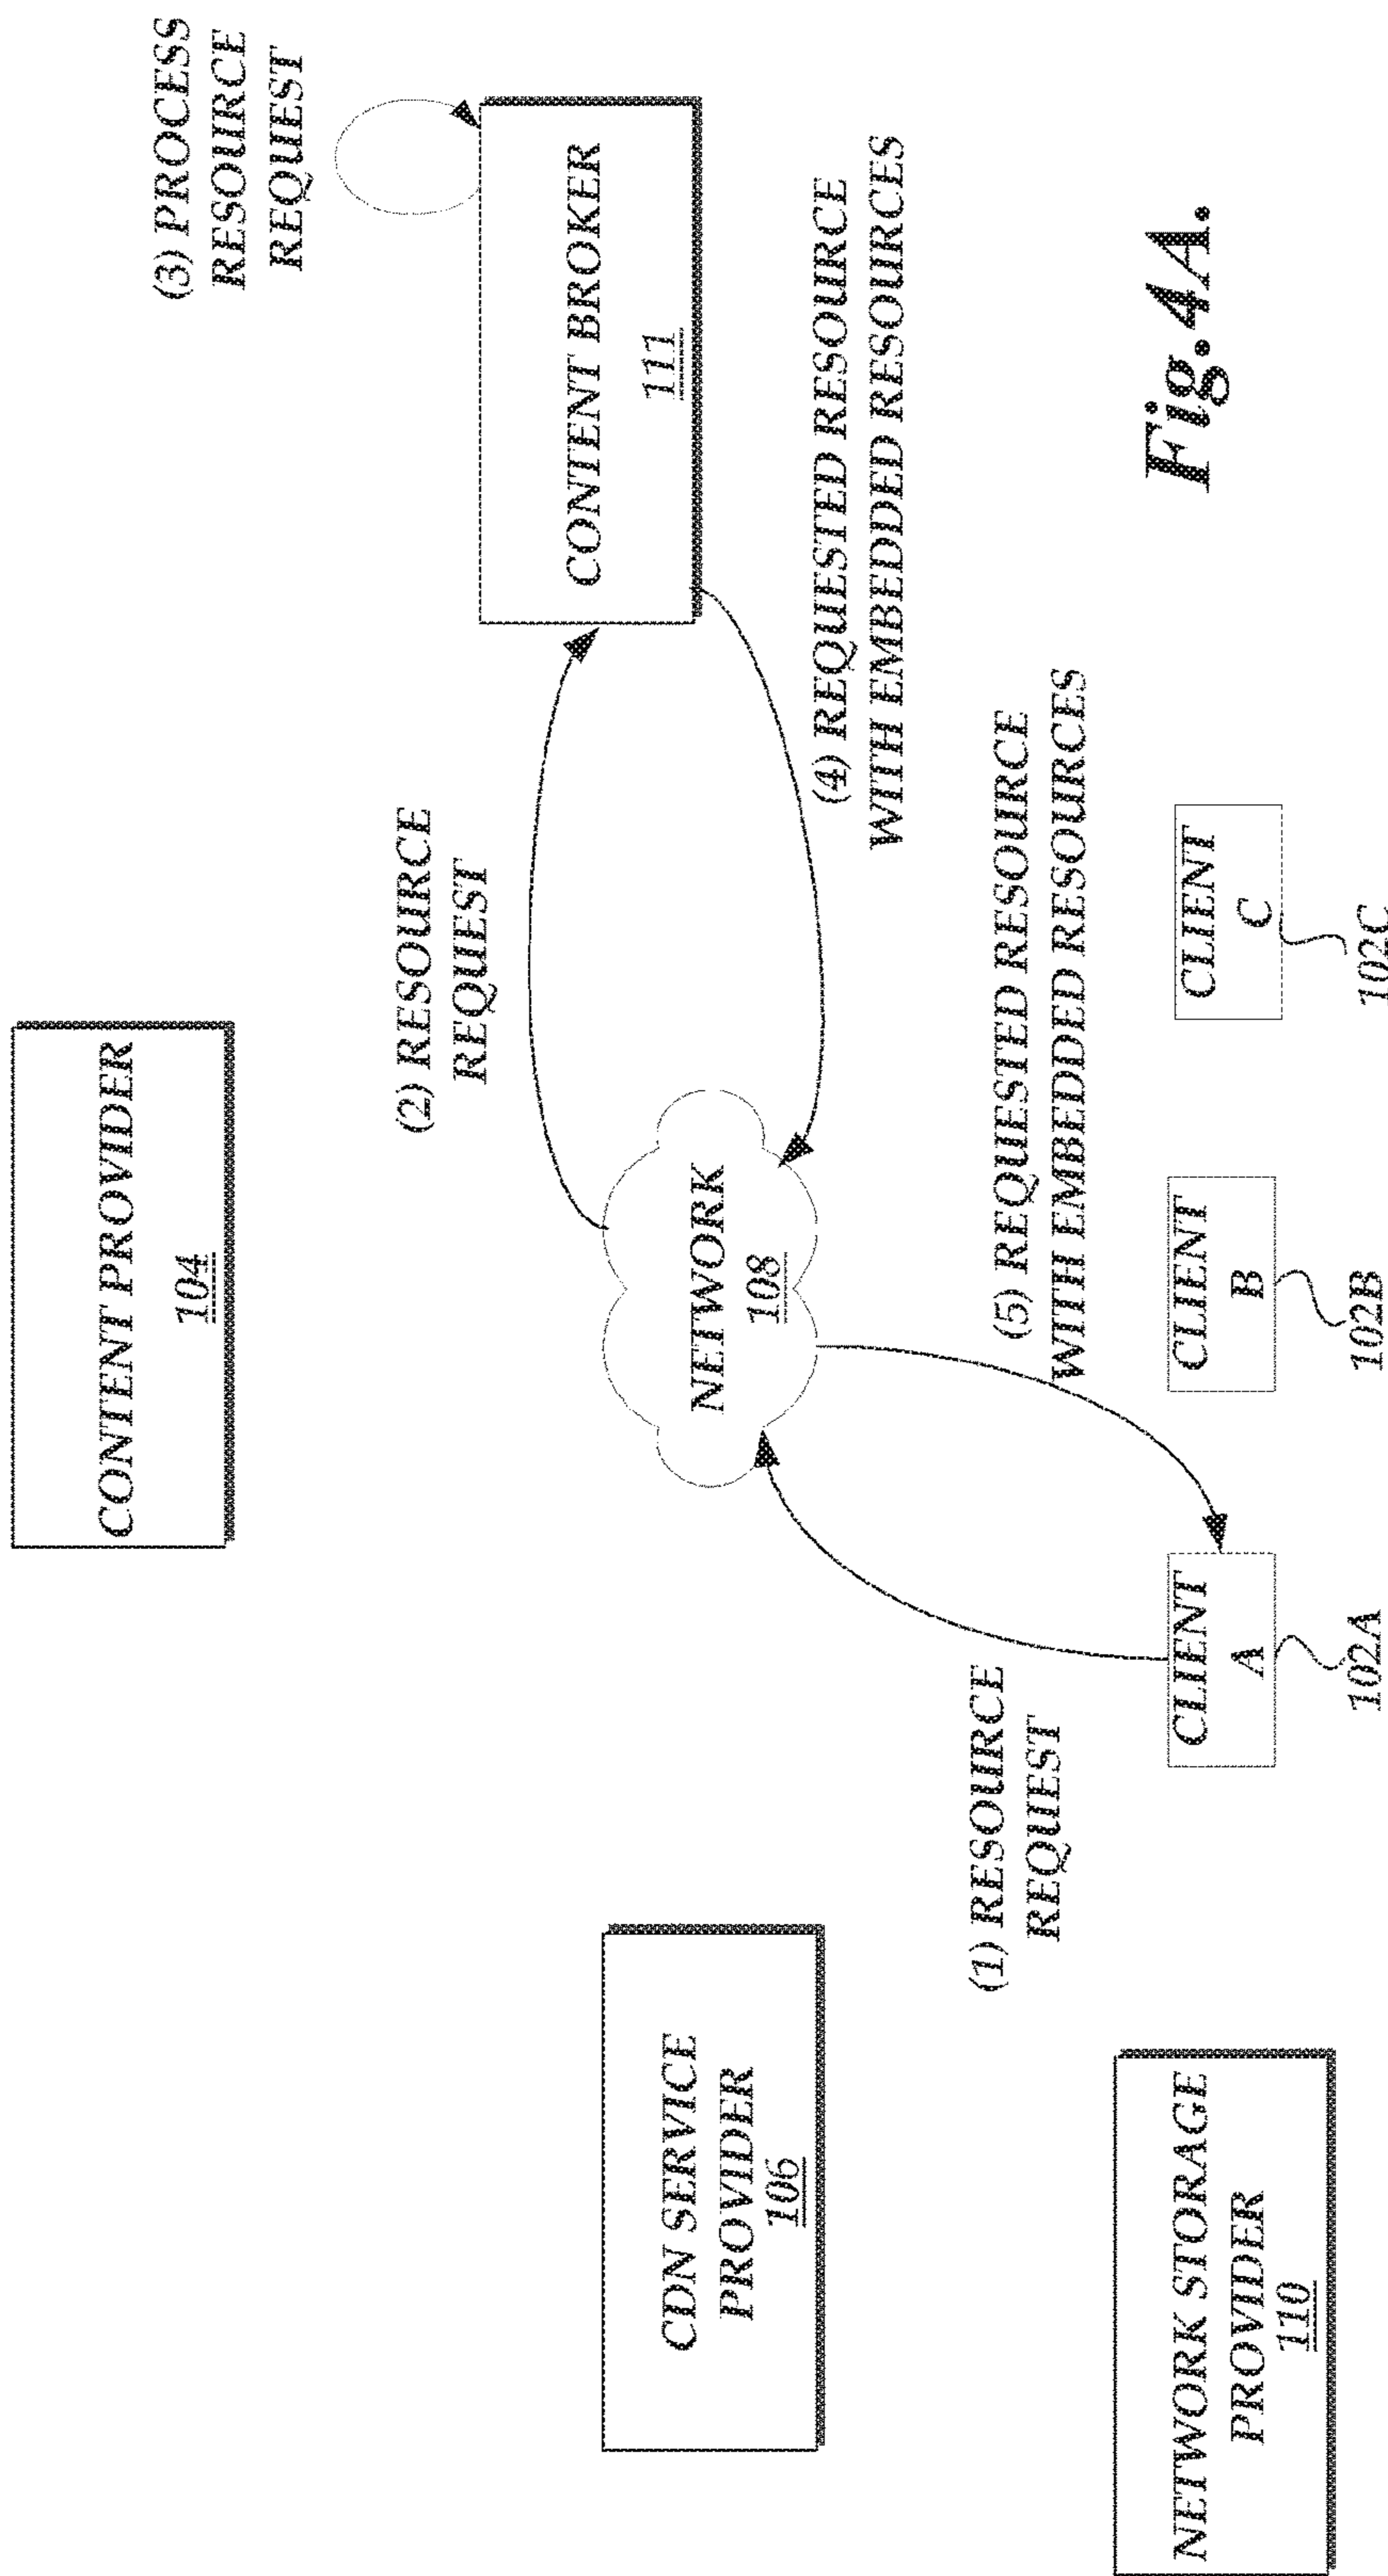 CONTENT PROVIDER
104
(3) PROCESS
RESOURCE
REQUEST
(2) RESOURCE
REQUEST
CONTENT BROKER
111
CDN SERVICE
PROVIDER
106
NETWORK
108
(4) REQUESTED RESOURCE
WITH EMBEDDED RESOURCES
(1) RESOURCE
REQUEST
(5) REQUESTED RESOURCE
WITH EMBEDDED RESOURCES
NETWORK STORAGE
PROVIDER
110
CLIENT
A
102A
CLIENT
B
102B
CLIENT
C
102C
Fig.4A.